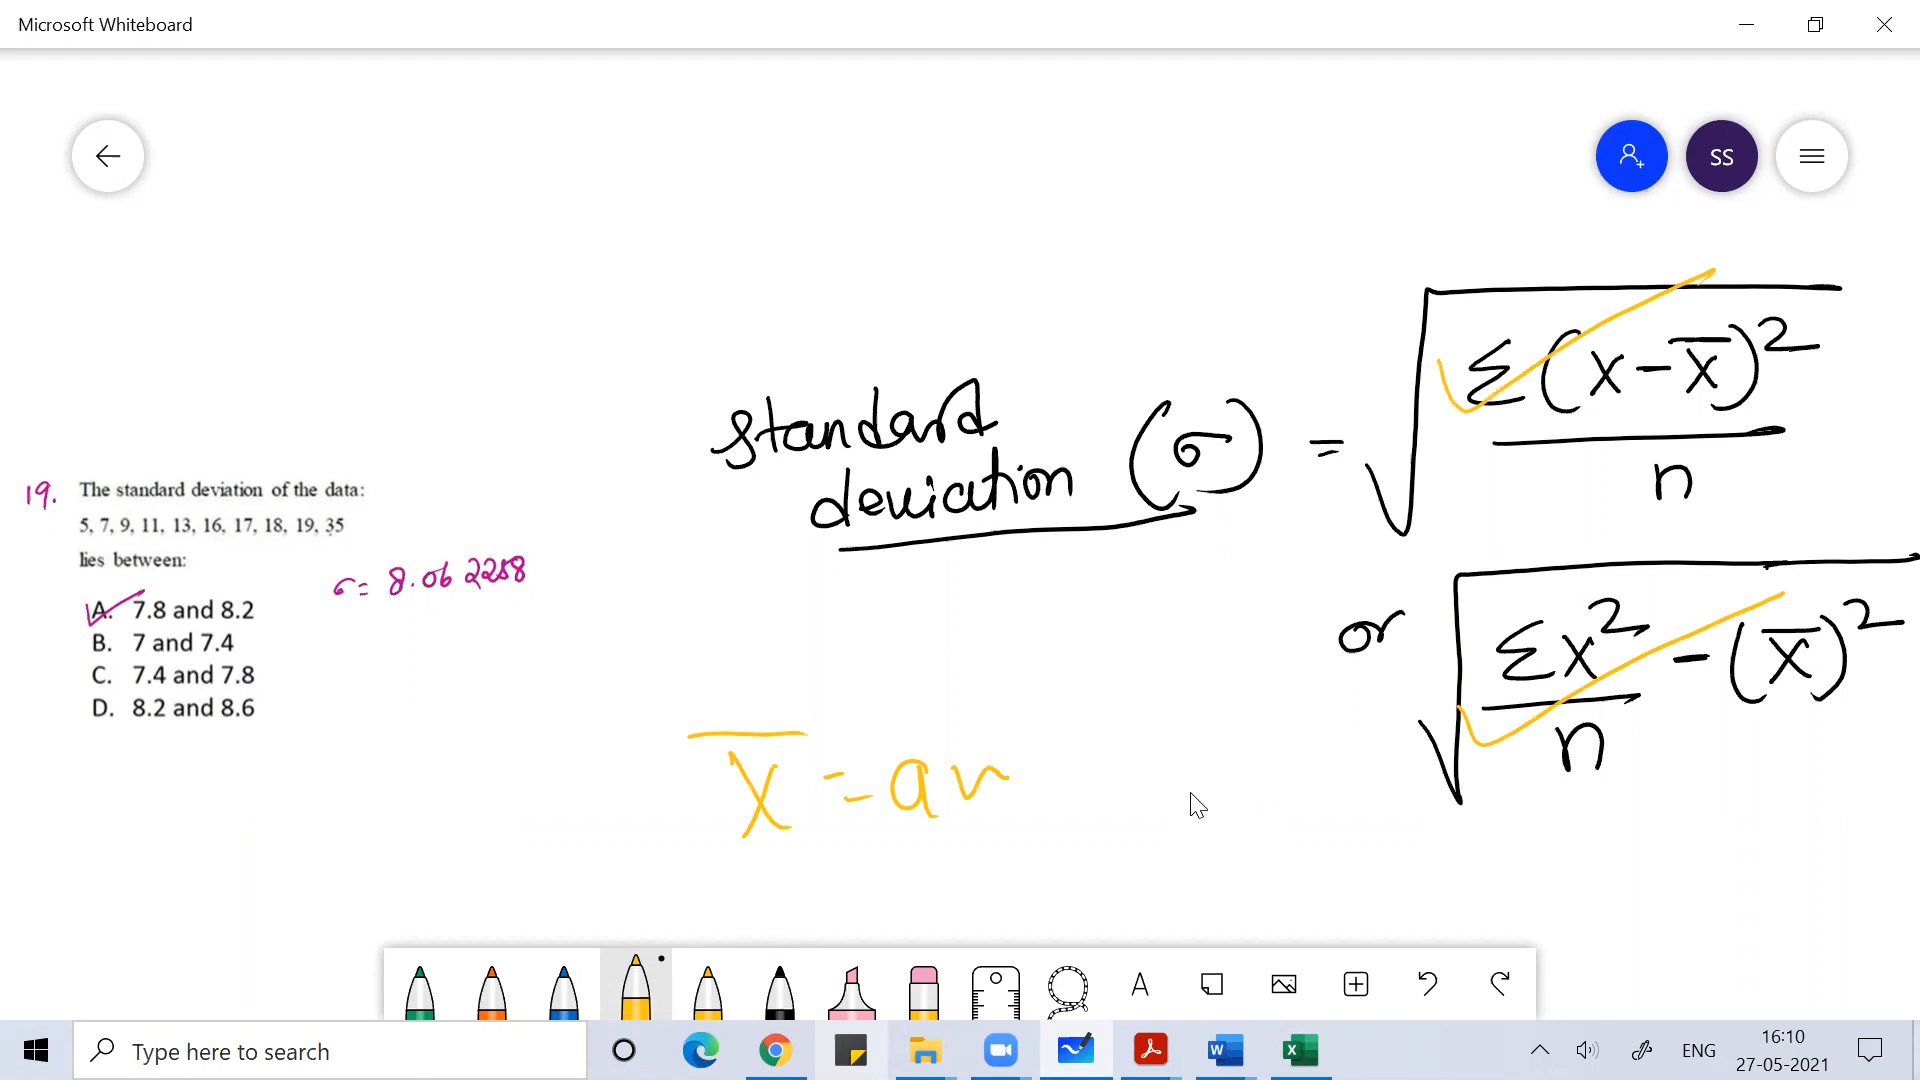 Microsoft Whiteboard
SS
19. The standard deviation of the data:
5, 7, 9, 11, 13, 16, 17, 18, 19, 35
lies between:
A. 7.8 and 8.2
B. 7 and 7.4
C. 7.4 and 7.8
D. 8.2 and 8.6
σ = 8.062258
standard deviation (σ) = √(Σ(x-x̄)²/n)
or √(Σx²/n - (x̄)²)
X̄ = av
A
Type here to search
ENG
16:10
27-05-2021